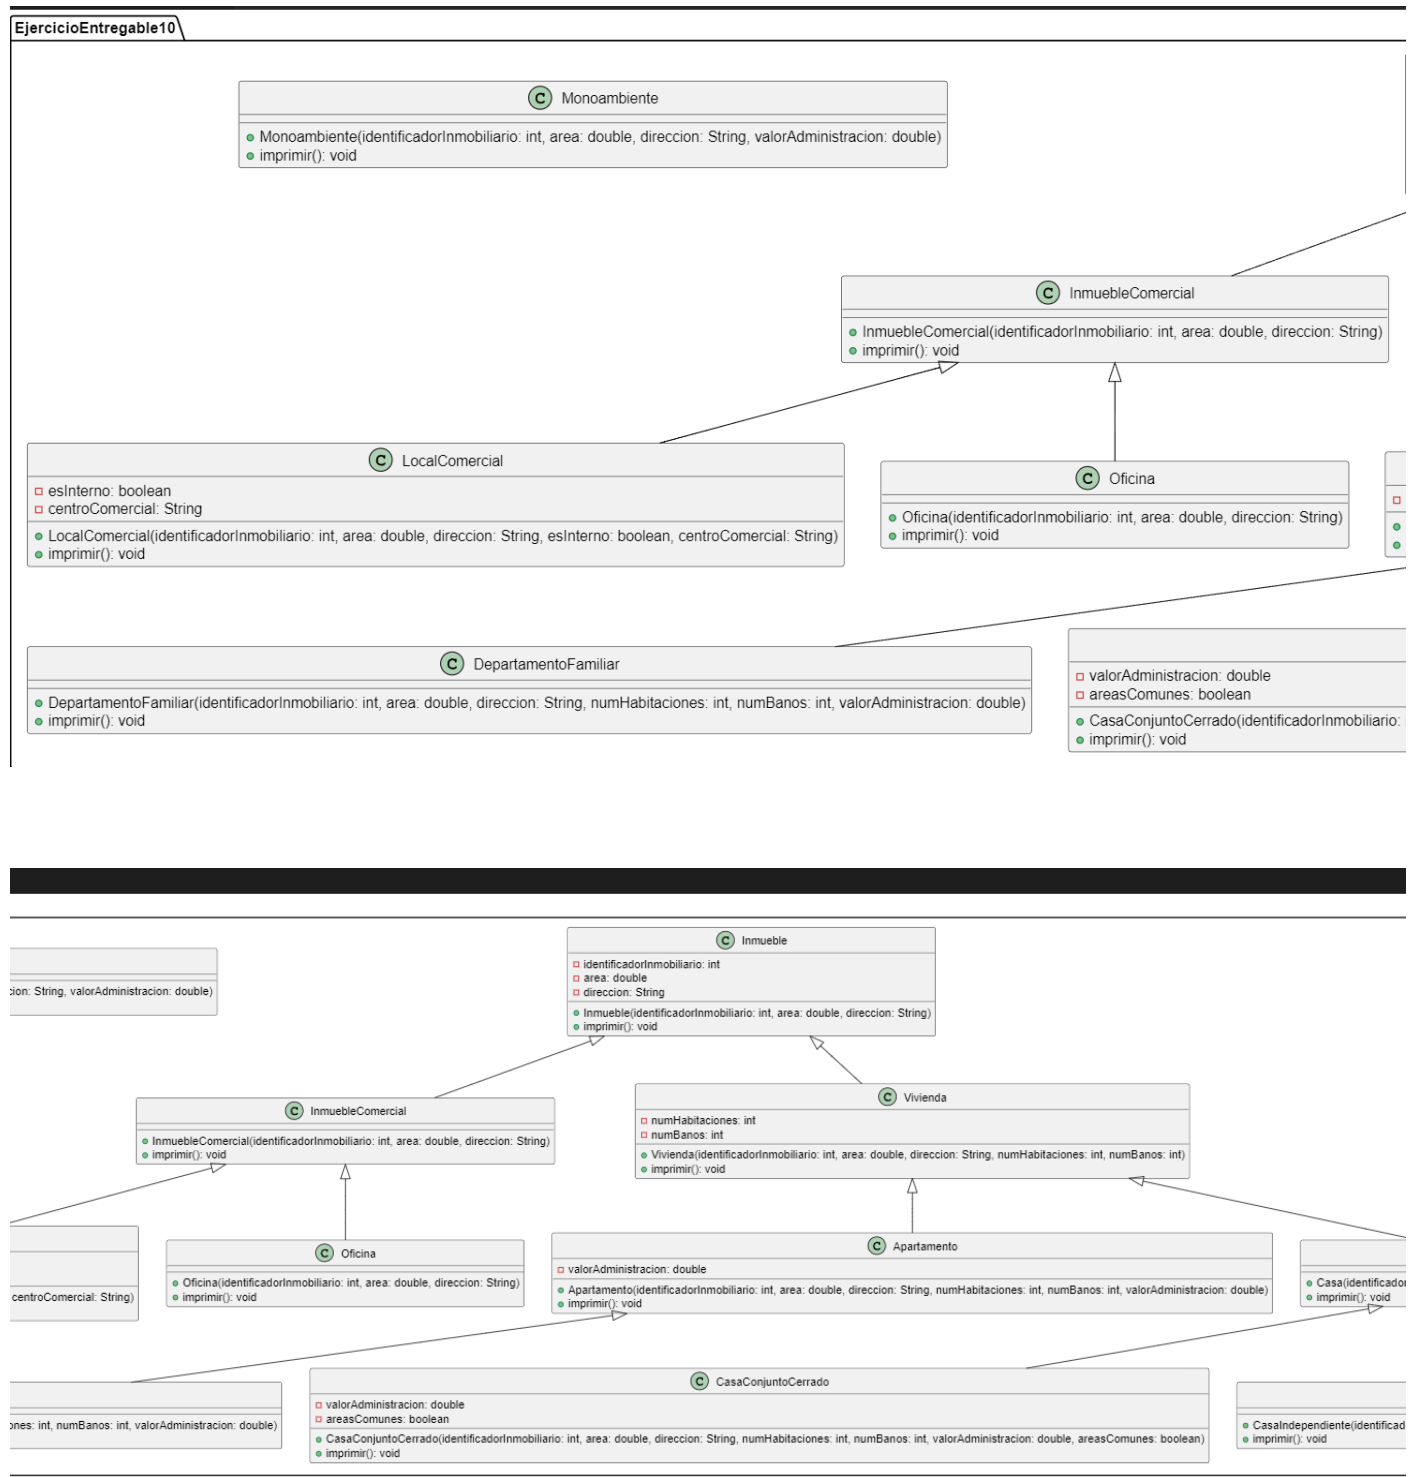 EjercicioEntregable10
C Monoambiente
Monoambiente(identificadorInmobiliario: int, area: double, direccion: String, valorAdministracion: double)
imprimir(): void
C InmuebleComercial
InmuebleComercial(identificadorInmobiliario: int, area: double, direccion: String)
imprimir(): void
C LocalComercial
esInterno: boolean
centroComercial: String
LocalComercial(identificadorInmobiliario: int, area: double, direccion: String, esInterno: boolean, centroComercial: String)
imprimir(): void
C Oficina
Oficina(identificadorInmobiliario: int, area: double, direccion: String)
imprimir(): void
C DepartamentoFamiliar
DepartamentoFamiliar(identificadorInmobiliario: int, area: double, direccion: String, numHabitaciones: int, numBanos: int, valorAdministracion: double)
imprimir(): void
valorAdministracion: double
areasComunes: boolean
CasaConjuntoCerrado(identificadorInmobiliario:
imprimir(): void
C Inmueble
identificadorInmobiliario: int
area: double
direccion: String
Inmueble(identificadorInmobiliario: int, area: double, direccion: String)
imprimir(): void
cion: String, valorAdministracion: double)
C InmuebleComercial
InmuebleComercial(identificadorInmobiliario: int, area: double, direccion: String)
imprimir(): void
C Vivienda
numHabitaciones: int
numBanos: int
Vivienda(identificadorInmobiliario: int, area: double, direccion: String, numHabitaciones: int, numBanos: int)
imprimir(): void
centroComercial: String)
C Oficina
Oficina(identificadorInmobiliario: int, area: double, direccion: String)
imprimir(): void
C Apartamento
valorAdministracion: double
Apartamento(identificadorInmobiliario: int, area: double, direccion: String, numHabitaciones: int, numBanos: int, valorAdministracion: double)
imprimir(): void
Casa(identificador
imprimir(): void
ones: int, numBanos: int, valorAdministracion: double)
C CasaConjuntoCerrado
valorAdministracion: double
areasComunes: boolean
CasaConjuntoCerrado(identificadorInmobiliario: int, area: double, direccion: String, numHabitaciones: int, numBanos: int, valorAdministracion: double, areasComunes: boolean)
imprimir(): void
CasaIndependiente(identificad
imprimir(): void